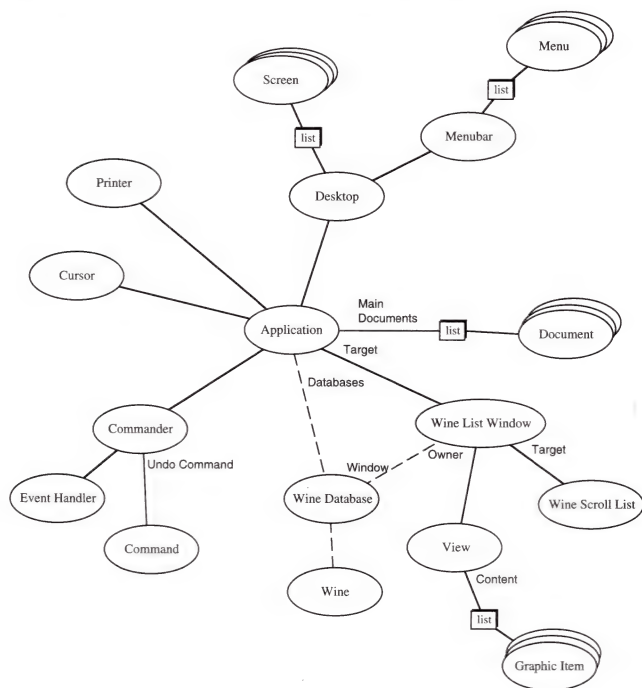 Menu
Screen
list
list
Menubar
Printer
Desktop
Cursor
Main
Documents
Application
list
Document
Target
Databases
Commander
Wine List Window
Undo Command
Window
Owner
Target
Event Handler
Wine Database
Wine Scroll List
Command
View
Wine
Content
list
Graphic Item